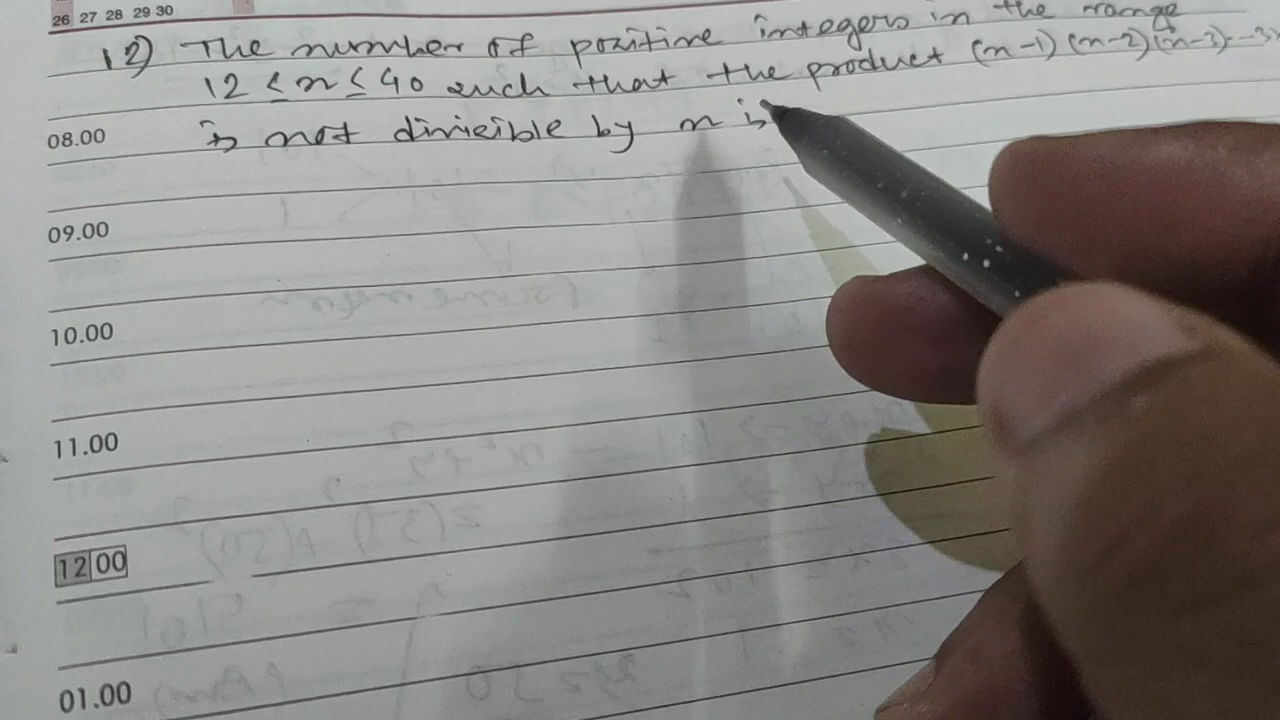 26 27 28 29 30
12) The number of positive integers in the range
12 ≤ n ≤ 40 such that the product (n-1)(n-2)(n-3)---3×
08.00
is not divisible by n is
09.00
10.00
11.00
12 00
01.00